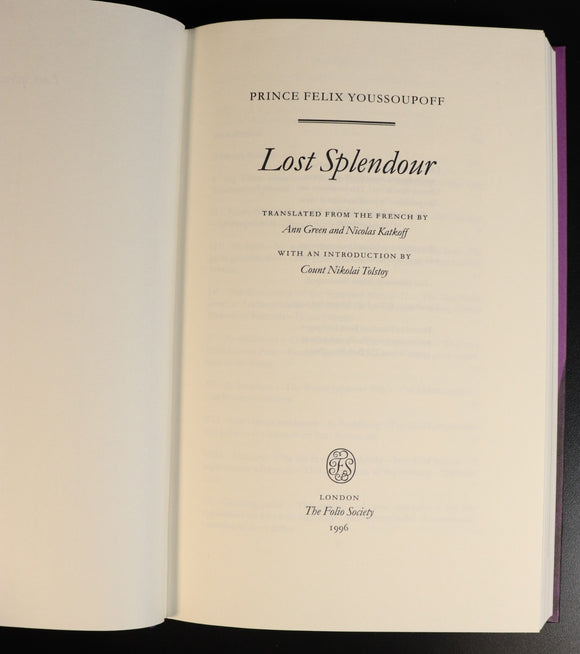 PRINCE FELIX YOUSSOUPOFF
Lost Splendour
TRANSLATED FROM THE FRENCH BY
Ann Green and Nicolas Katkoff
WITH AN INTRODUCTION BY
Count Nikolai Tolstoy
FS
LONDON
The Folio Society
1996